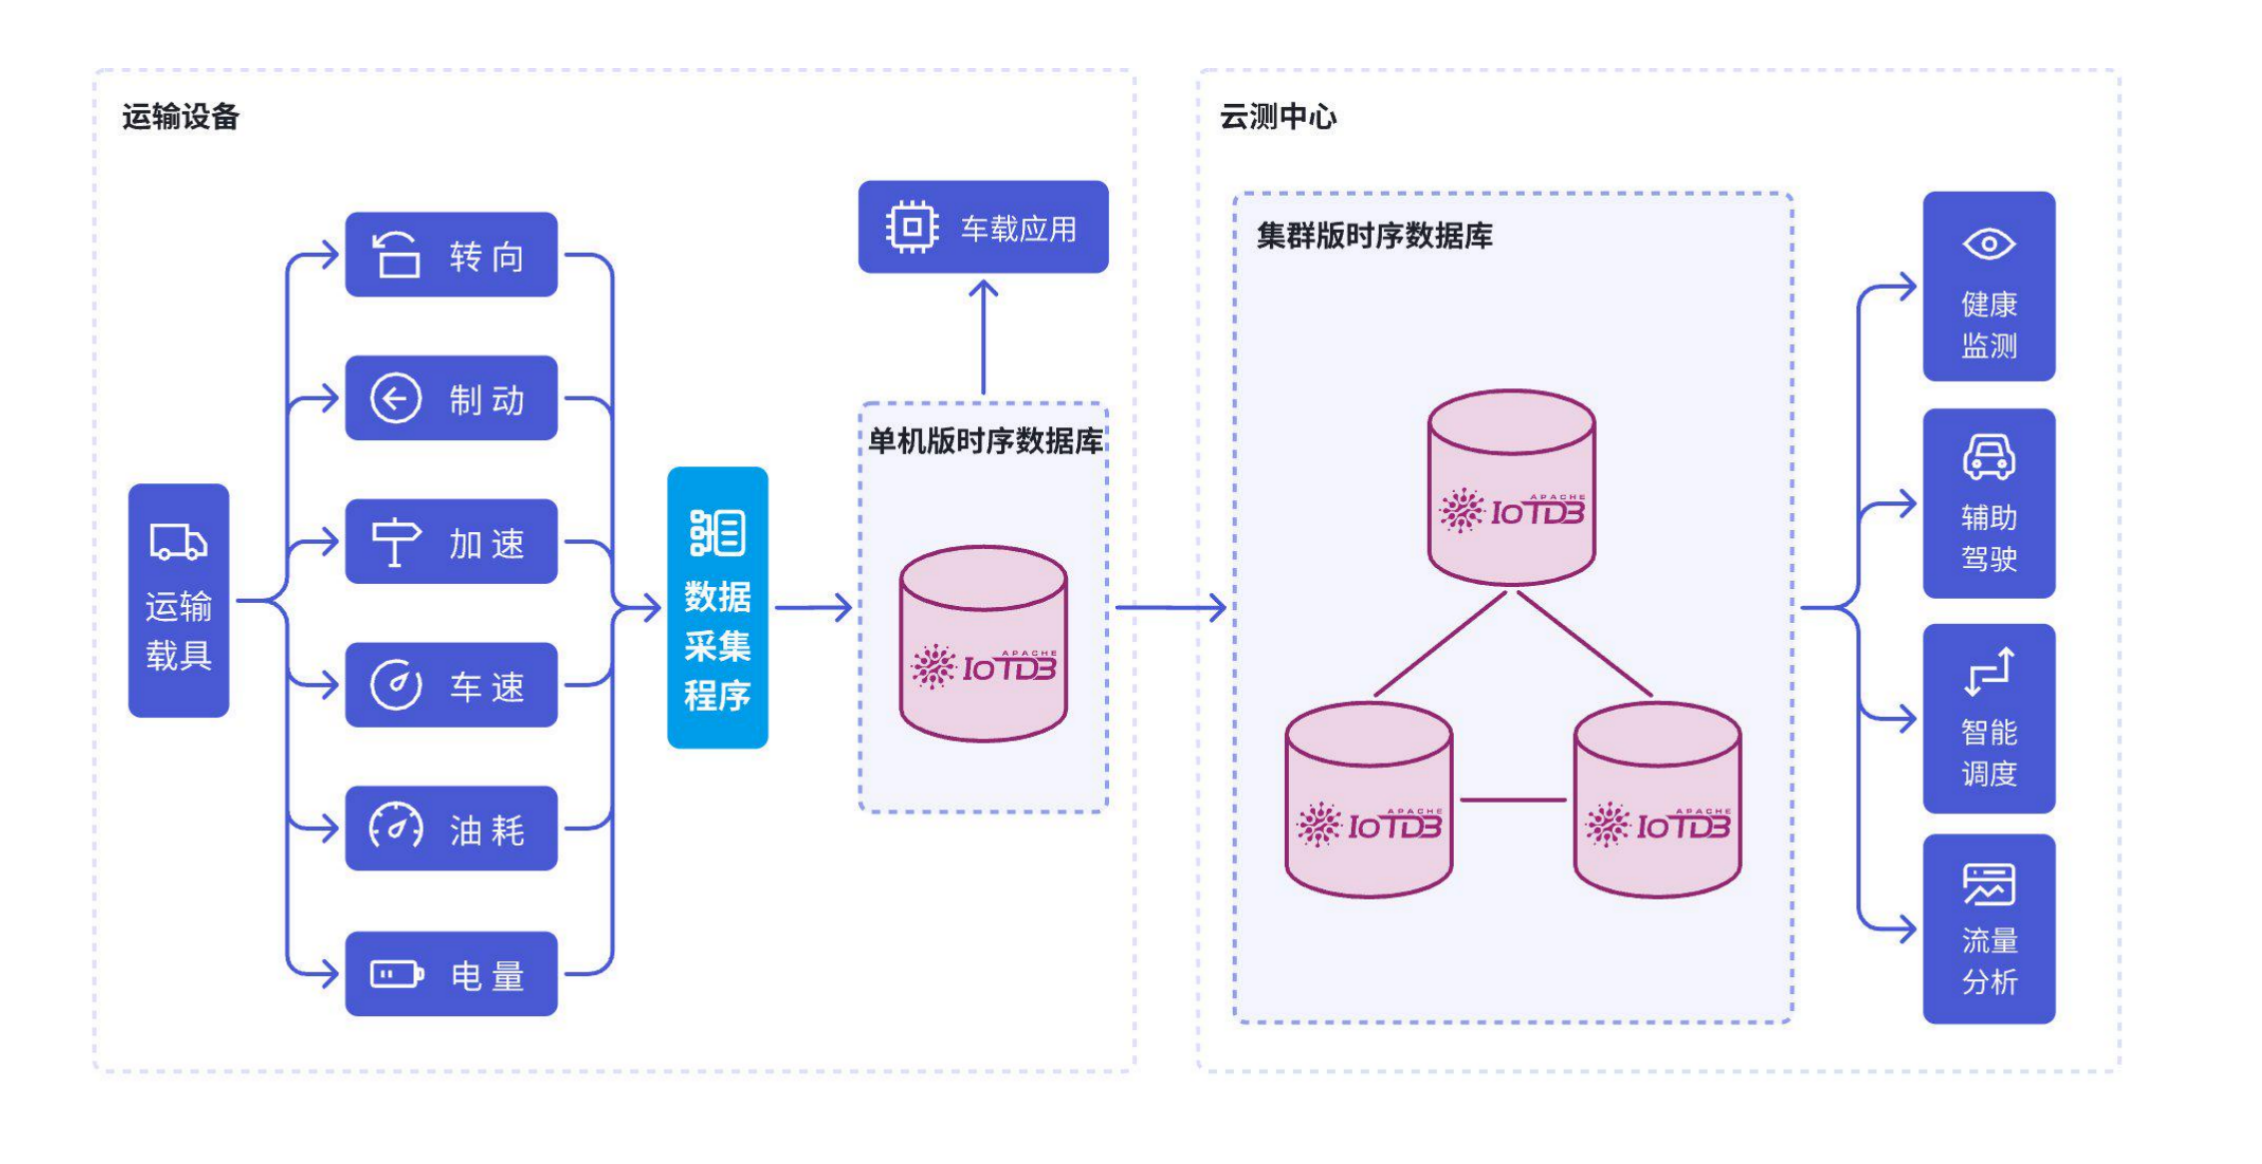 运输设备
运输
载具
转向
制动
加速
车速
油耗
电量
数据
采集
程序
车载应用
单机版时序数据库
APACHE
IoTDB
云测中心
集群版时序数据库
APACHE
IoTDB
APACHE
IoTDB
APACHE
IoTDB
健康
监测
辅助
驾驶
智能
调度
流量
分析